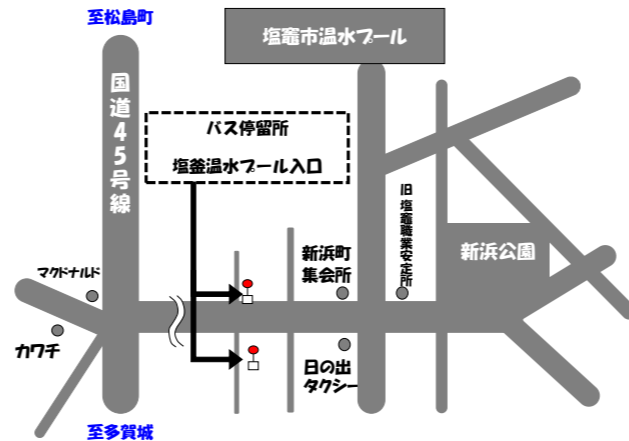 至松島町
塩竈市温水プール
国道45号線
バス停留所
塩釜温水プール入口
旧塩竈職業安定所
新浜町
集会所
新浜公園
マクドナルド
カワチ
日の出
タクシー
至多賀城